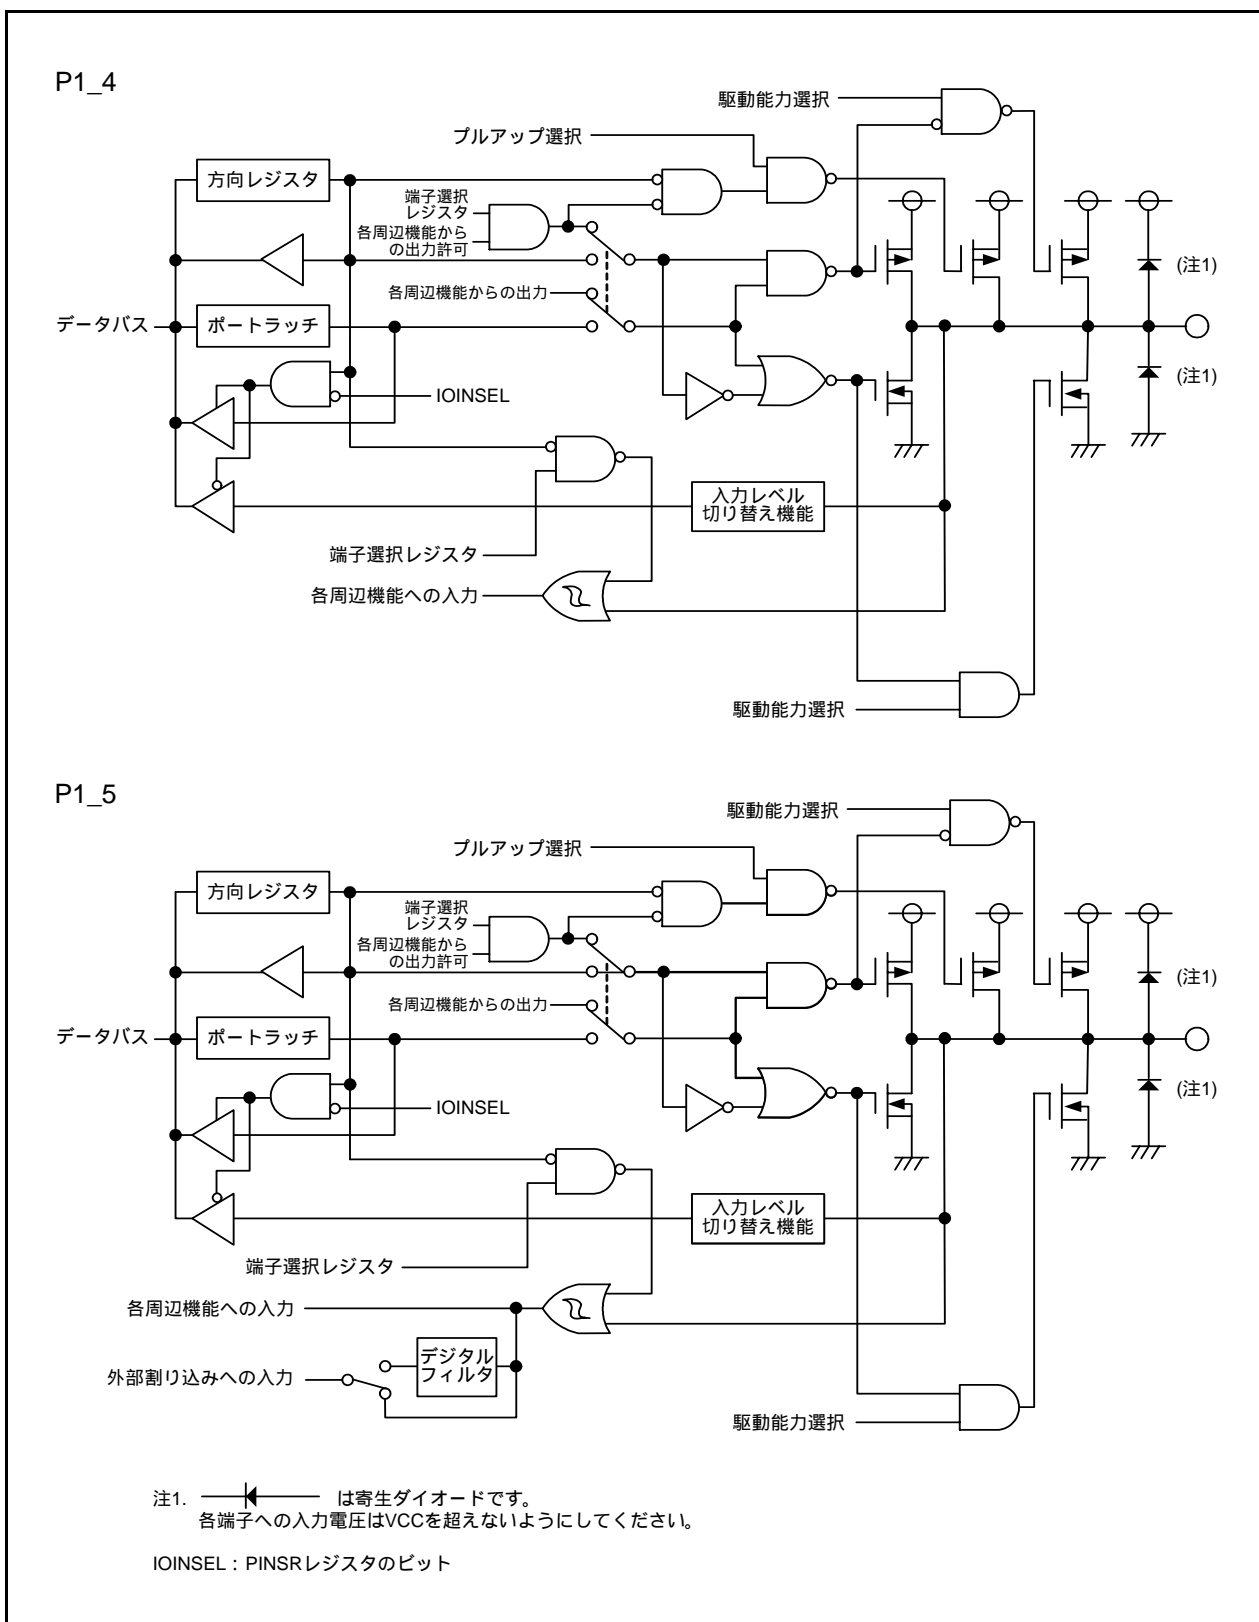 P1_4
駆動能力選択
プルアップ選択
方向レジスタ
端子選択
レジスタ
各周辺機能から
の出力許可
(注1)
各周辺機能からの出力
データバス
ポートラッチ
(注1)
IOINSEL
入力レベル
切り替え機能
端子選択レジスタ
各周辺機能への入力
駆動能力選択
P1_5
駆動能力選択
プルアップ選択
方向レジスタ
端子選択
レジスタ
各周辺機能から
の出力許可
(注1)
各周辺機能からの出力
データバス
ポートラッチ
(注1)
IOINSEL
入力レベル
切り替え機能
端子選択レジスタ
各周辺機能への入力
デジタル
フィルタ
外部割り込みへの入力
駆動能力選択
注1. は寄生ダイオードです。
各端子への入力電圧はVCCを超えないようにしてください。
IOINSEL：PINSRレジスタのビット